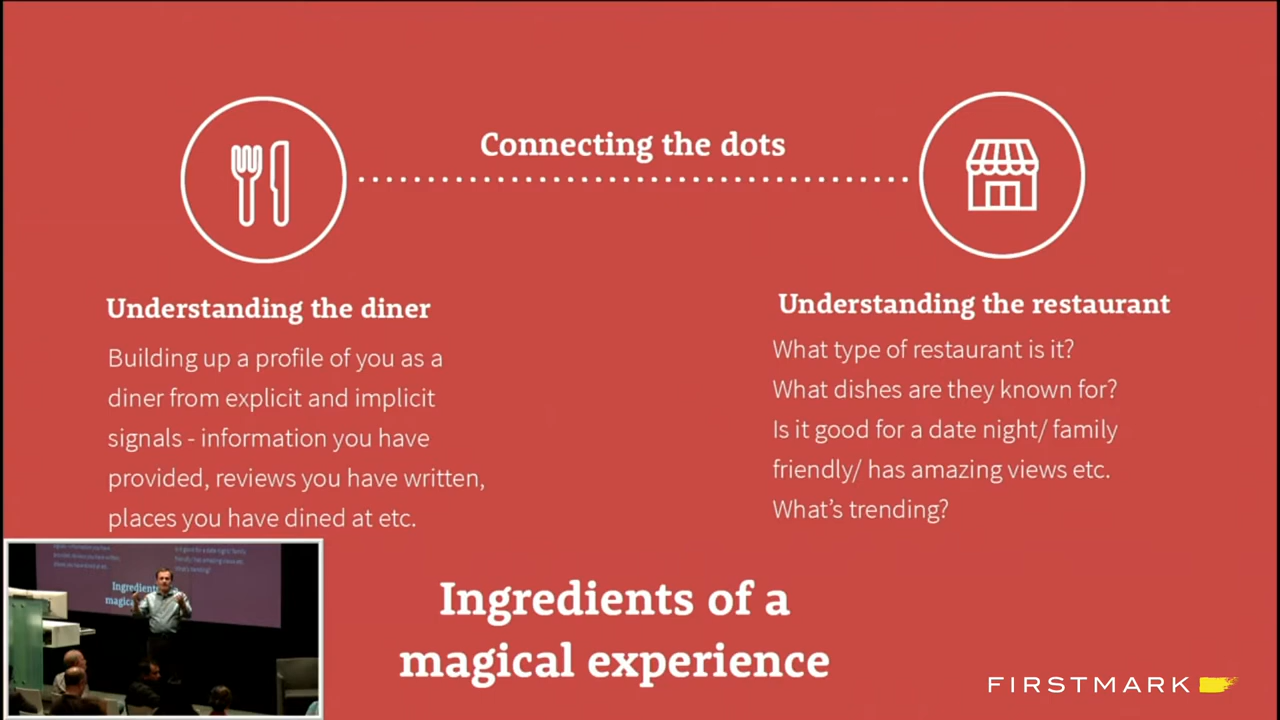 Connecting the dots
Understanding the diner
Building up a profile of you as a
diner from explicit and implicit
signals - information you have
provided, reviews you have written,
places you have dined at etc.
Understanding the restaurant
What type of restaurant is it?
What dishes are they known for?
Is it good for a date night/ family
friendly/ has amazing views etc.
What’s trending?
Ingredients of a
magical experience
FIRSTMARK